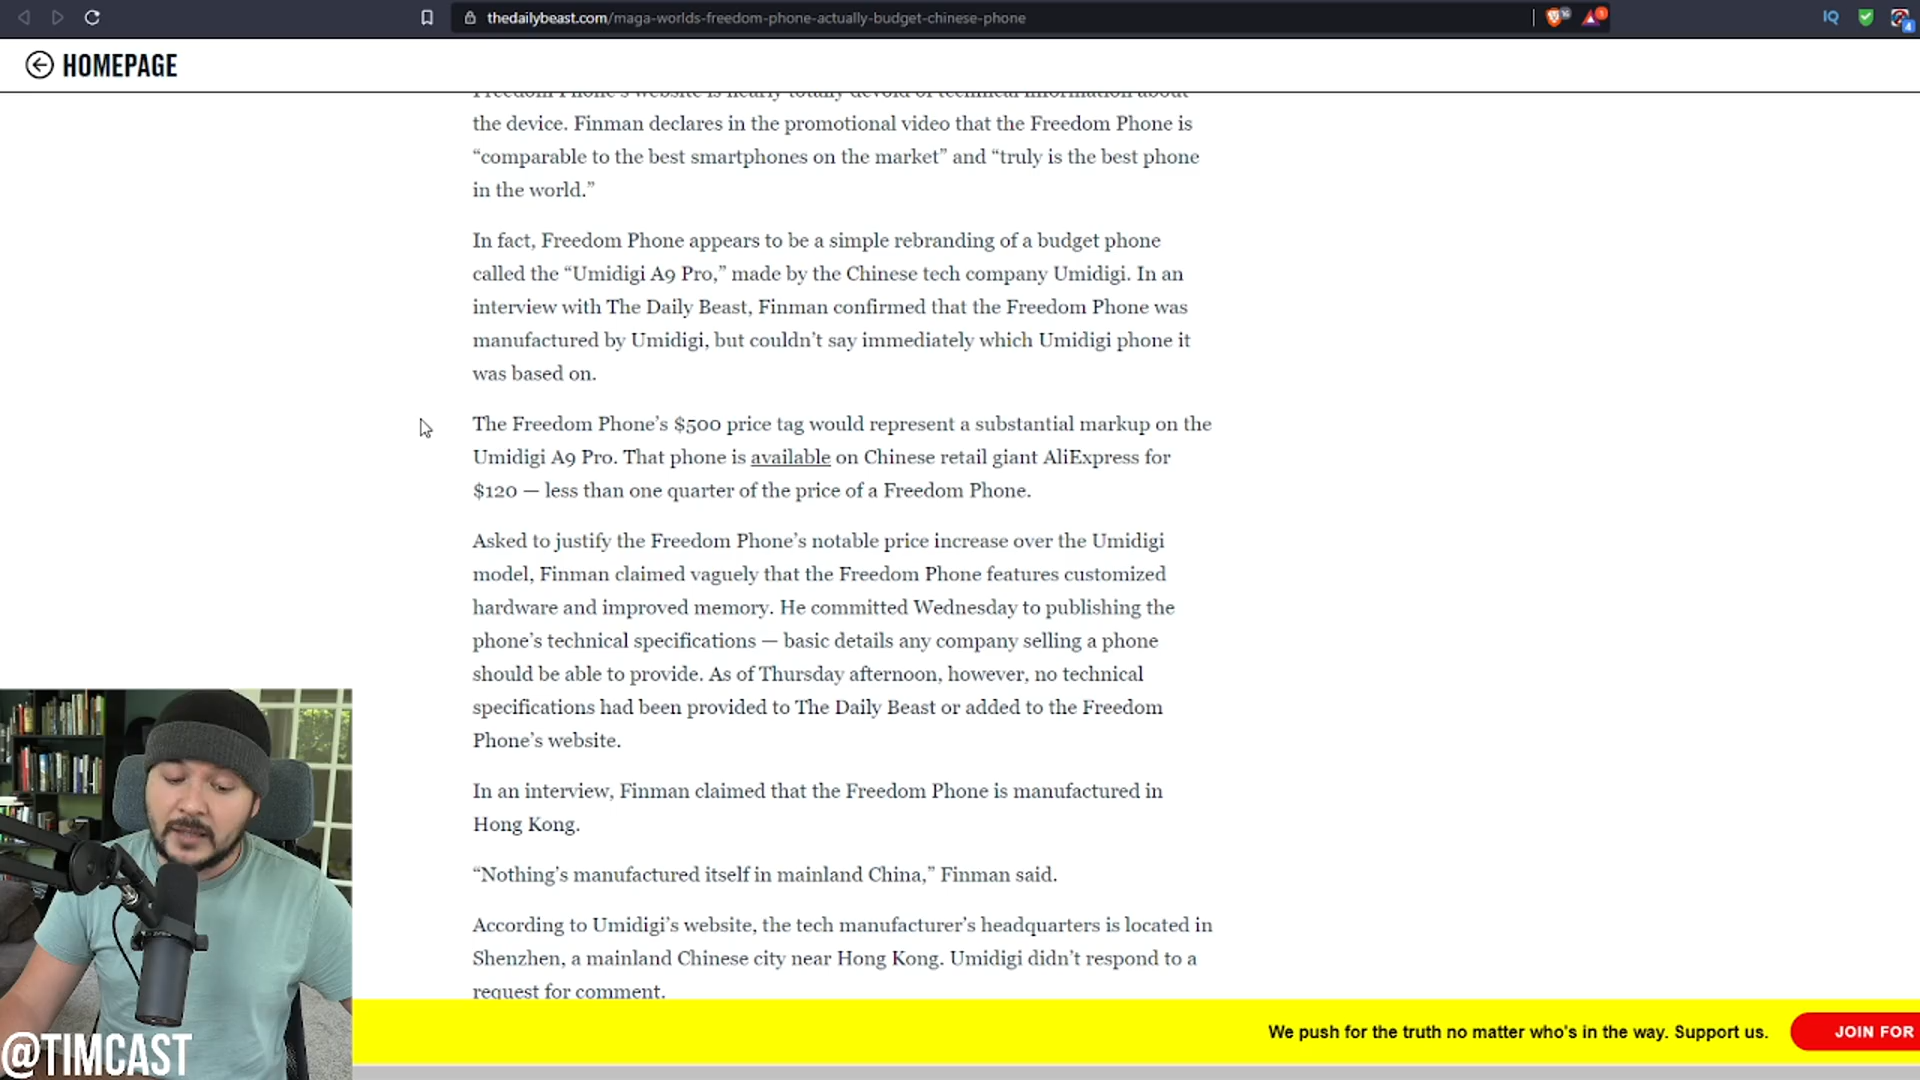 thedailybeast.com/maga-worlds-freedom-phone-actually-budget-chinese-phone
IQ
HOMEPAGE
Freedom Phone's website is nearly totally devoid of technical information about
the device. Finman declares in the promotional video that the Freedom Phone is
“comparable to the best smartphones on the market” and “truly is the best phone
in the world.”
In fact, Freedom Phone appears to be a simple rebranding of a budget phone
called the “Umidigi A9 Pro,” made by the Chinese tech company Umidigi. In an
interview with The Daily Beast, Finman confirmed that the Freedom Phone was
manufactured by Umidigi, but couldn’t say immediately which Umidigi phone it
was based on.
The Freedom Phone’s $500 price tag would represent a substantial markup on the
Umidigi A9 Pro. That phone is available on Chinese retail giant AliExpress for
$120 — less than one quarter of the price of a Freedom Phone.
Asked to justify the Freedom Phone’s notable price increase over the Umidigi
model, Finman claimed vaguely that the Freedom Phone features customized
hardware and improved memory. He committed Wednesday to publishing the
phone’s technical specifications — basic details any company selling a phone
should be able to provide. As of Thursday afternoon, however, no technical
specifications had been provided to The Daily Beast or added to the Freedom
Phone’s website.
In an interview, Finman claimed that the Freedom Phone is manufactured in
Hong Kong.
“Nothing’s manufactured itself in mainland China,” Finman said.
According to Umidigi’s website, the tech manufacturer’s headquarters is located in
Shenzhen, a mainland Chinese city near Hong Kong. Umidigi didn’t respond to a
request for comment.
We push for the truth no matter who's in the way. Support us.
JOIN FOR
@TIMCAST